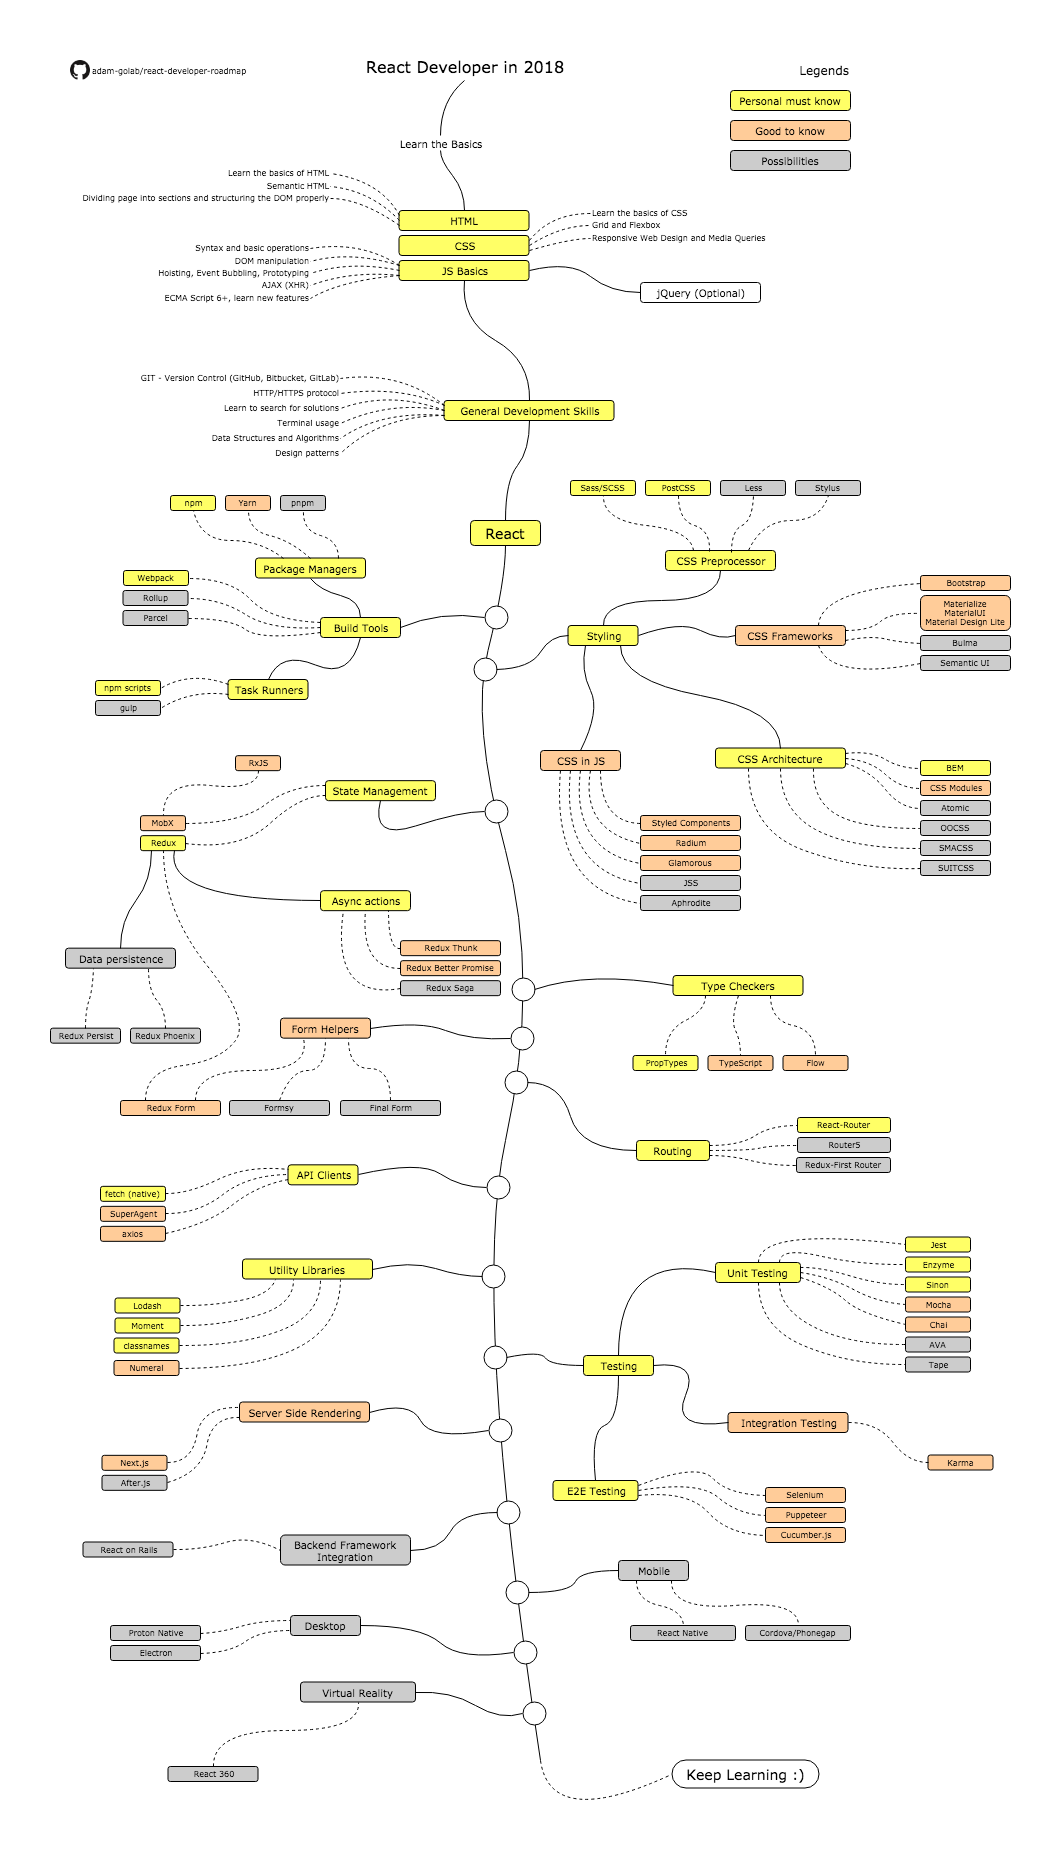 adam-golab/react-developer-roadmap
React Developer in 2018
Legends
Personal must know
Good to know
Possibilities
Learn the Basics
Learn the basics of HTML
Semantic HTML
Dividing page into sections and structuring the DOM properly
HTML
CSS
JS Basics
Learn the basics of CSS
Grid and Flexbox
Responsive Web Design and Media Queries
Syntax and basic operations
DOM manipulation
Hoisting, Event Bubbling, Prototyping
AJAX (XHR)
ECMA Script 6+, learn new features
jQuery (Optional)
GIT - Version Control (GitHub, Bitbucket, GitLab)
HTTP/HTTPS protocol
Learn to search for solutions
Terminal usage
Data Structures and Algorithms
Design patterns
General Development Skills
React
npm
Yarn
pnpm
Package Managers
Webpack
Rollup
Parcel
Build Tools
npm scripts
gulp
Task Runners
Sass/SCSS
PostCSS
Less
Stylus
CSS Preprocessor
Styling
CSS Frameworks
Bootstrap
Materialize
MaterialUI
Material Design Lite
Bulma
Semantic UI
CSS in JS
Styled Components
Radium
Glamorous
JSS
Aphrodite
CSS Architecture
BEM
CSS Modules
Atomic
OOCSS
SMACSS
SUITCSS
RxJS
State Management
MobX
Redux
Async actions
Redux Thunk
Redux Better Promise
Redux Saga
Data persistence
Redux Persist
Redux Phoenix
Type Checkers
PropTypes
TypeScript
Flow
Form Helpers
Redux Form
Formsy
Final Form
Routing
React-Router
Router5
Redux-First Router
API Clients
fetch (native)
SuperAgent
axios
Utility Libraries
Lodash
Moment
classnames
Numeral
Unit Testing
Jest
Enzyme
Sinon
Mocha
Chai
AVA
Tape
Testing
Integration Testing
Karma
E2E Testing
Selenium
Puppeteer
Cucumber.js
Server Side Rendering
Next.js
After.js
Backend Framework
Integration
React on Rails
Mobile
React Native
Cordova/Phonegap
Desktop
Proton Native
Electron
Virtual Reality
React 360
Keep Learning :)